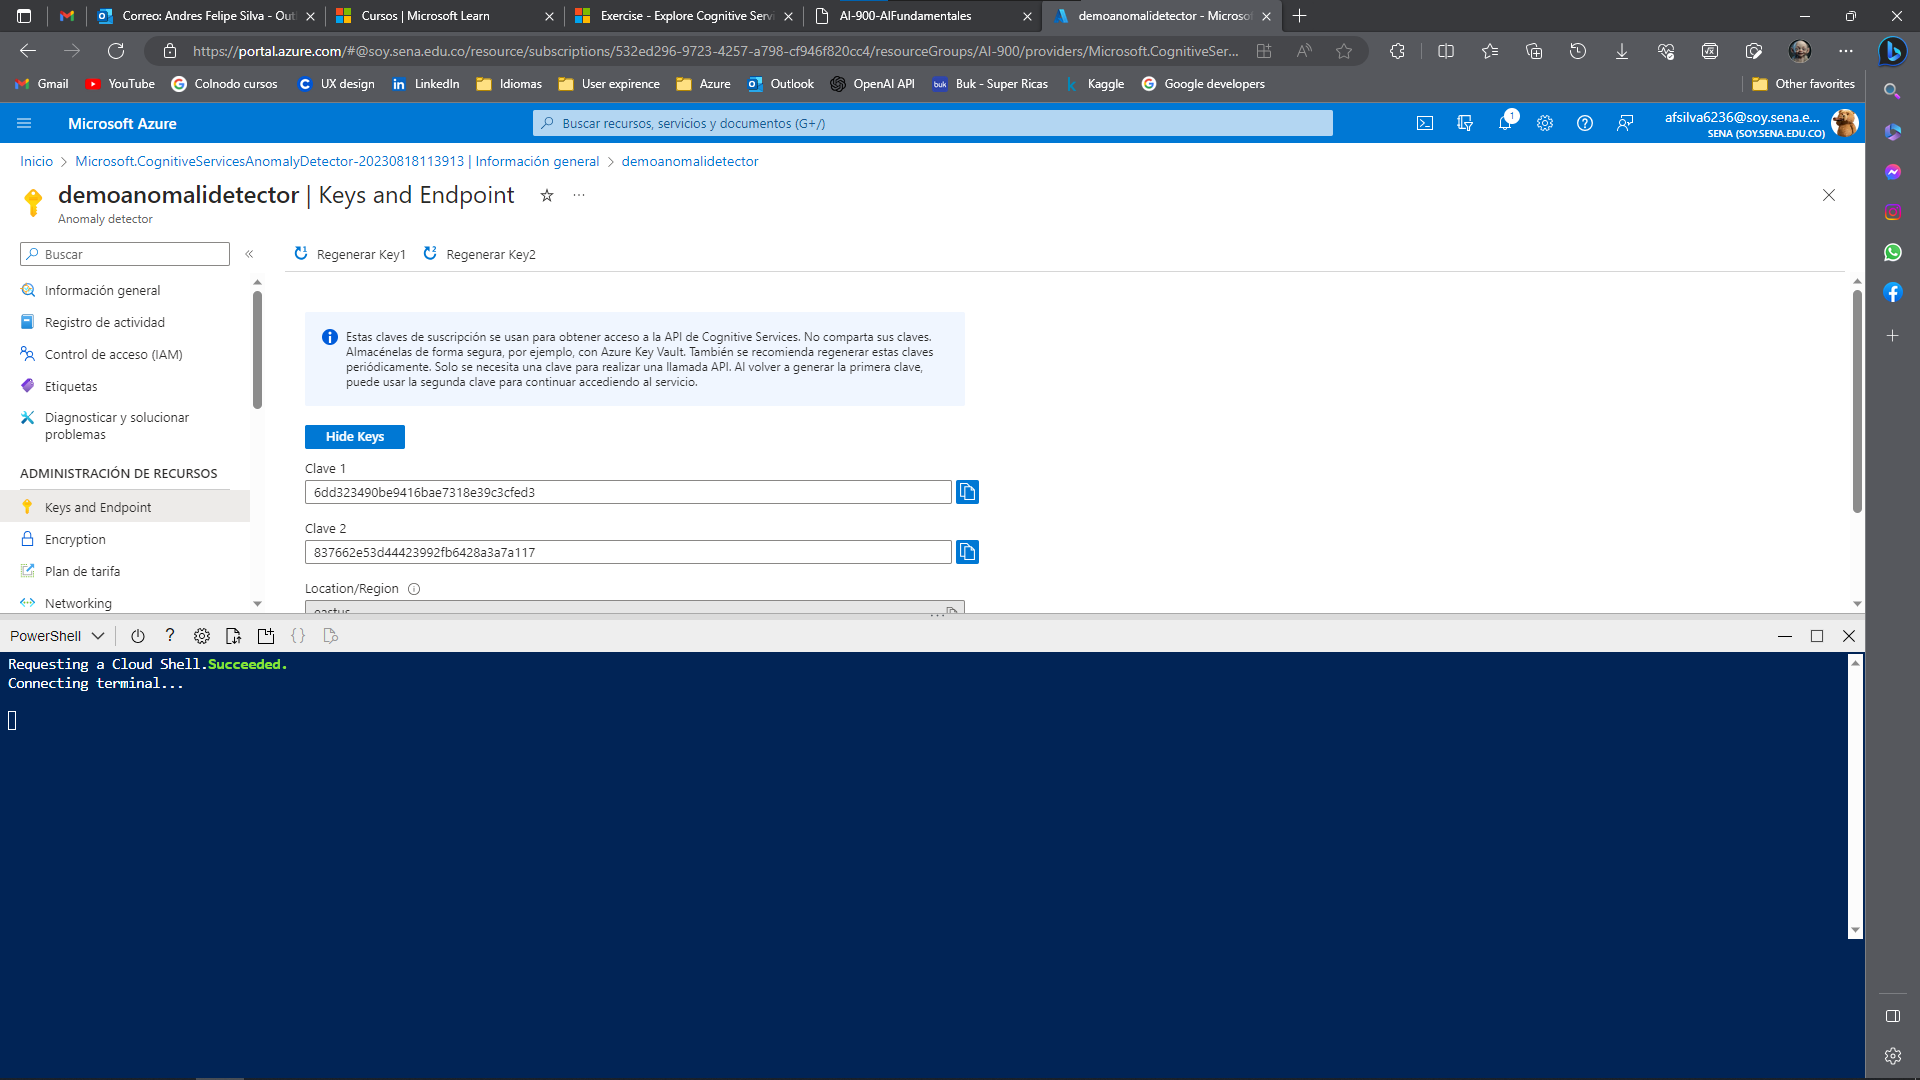 Correo: Andres Felipe Silva - Out
Cursos | Microsoft Learn
Exercise - Explore Cognitive Servi
AI-900-AIFundamentales
demoanomalidetector - Microsof
https://portal.azure.com/#@soy.sena.edu.co/resource/subscriptions/532ed296-9723-4257-a798-cf946f820cc4/resourceGroups/AI-900/providers/Microsoft.CognitiveSer...
Gmail YouTube Colnodo cursos UX design LinkedIn Idiomas User expirence Azure Outlook OpenAI API Buk - Super Ricas Kaggle Google developers Other favorites
Microsoft Azure
Buscar recursos, servicios y documentos (G+/)
1
afsilva6236@soy.sena.e...
SENA (SOY.SENA.EDU.CO)
Inicio > Microsoft.CognitiveServicesAnomalyDetector-20230818113913 | Información general > demoanomalidetector
demoanomalidetector | Keys and Endpoint
Anomaly detector
Buscar
Regenerar Key1
Regenerar Key2
Información general
Registro de actividad
Control de acceso (IAM)
Etiquetas
Diagnosticar y solucionar
problemas
ADMINISTRACIÓN DE RECURSOS
Keys and Endpoint
Encryption
Plan de tarifa
Networking
Estas claves de suscripción se usan para obtener acceso a la API de Cognitive Services. No comparta sus claves.
Almacénelas de forma segura, por ejemplo, con Azure Key Vault. También se recomienda regenerar estas claves
periódicamente. Solo se necesita una clave para realizar una llamada API. Al volver a generar la primera clave,
puede usar la segunda clave para continuar accediendo al servicio.
Hide Keys
Clave 1
6dd323490be9416bae7318e39c3cfed3
Clave 2
837662e53d44423992fb6428a3a7a117
Location/Region
eastus
PowerShell
Requesting a Cloud Shell.Succeeded.
Connecting terminal...